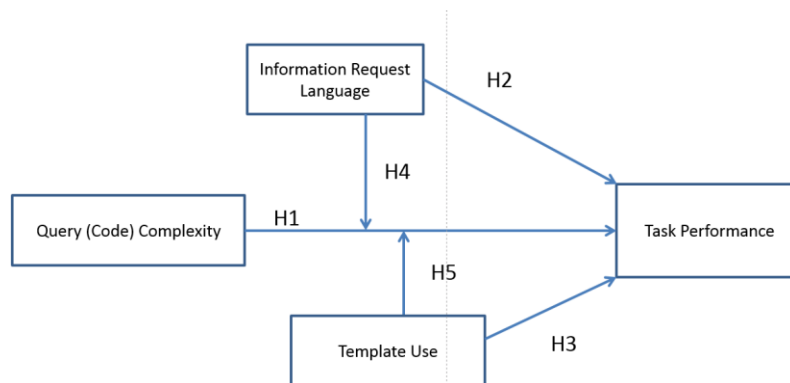 Information Request
Language
H2
H4
Query (Code) Complexity
H1
Task Performance
H5
Template Use
H3